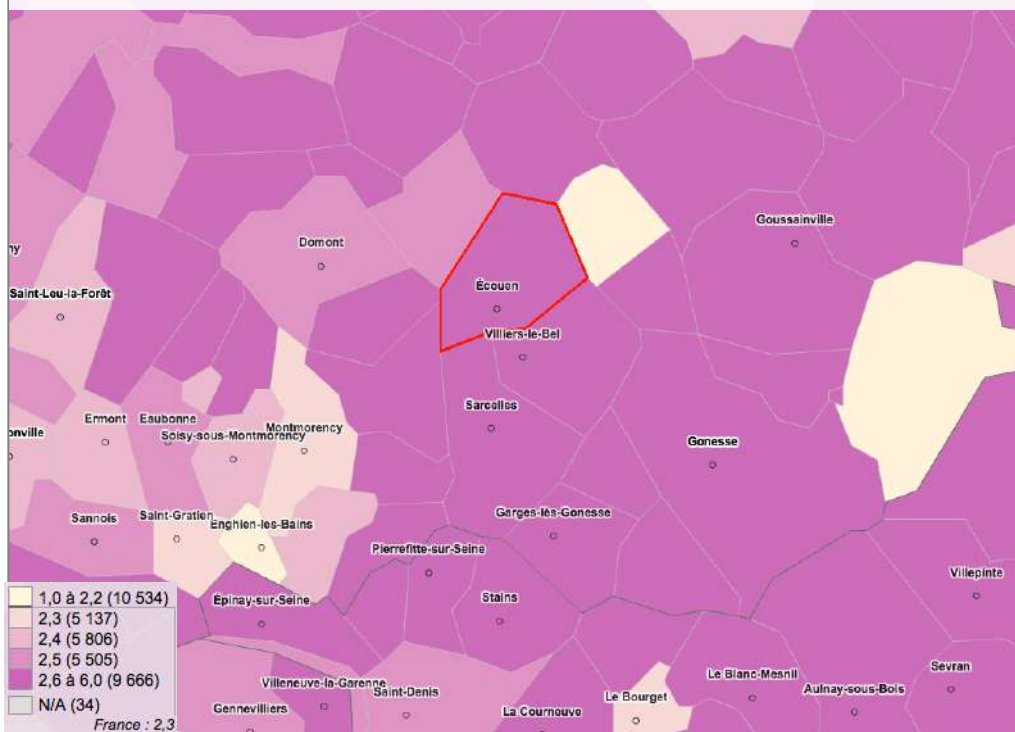 Goussainville
Domont
ny
Écouen
Saint-Leu-la-Forêt
Villiers-le-Bel
Sarcelles
Ermont
Eaubonne
Montmorency
onville
Soisy-sous-Montmorency
Gonesse
Sannois
Saint-Gratien
Enghien-les-Bains
Garges-lès-Gonesse
Pierrefitte-sur-Seine
Villepinte
Stains
Épinay-sur-Seine
1,0 à 2,2 (10 534)
2,3 (5 137)
2,4 (5 806)
2,5 (5 505)
2,6 à 6,0 (9 666)
N/A (34)
France : 2,3
Villeneuve-la-Garenne
Saint-Denis
Gennevilliers
La Courneuve
Le Bourget
Le Blanc-Mesnil
Aulnay-sous-Bois
Sevran